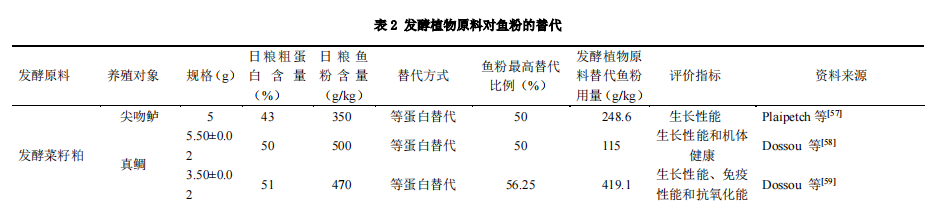 表 2 发酵植物原料对鱼粉的替代
发酵原料 养殖对象 规格(g) 日粮粗蛋白含量(%) 日粮鱼粉含量(g/kg) 替代方式 鱼粉最高替代比例(%) 发酵植物原料替代鱼粉用量(g/kg) 评价指标 资料来源
发酵菜籽粕 尖吻鲈 5 43 350 等蛋白替代 50 248.6 生长性能 Plaipetch 等[57]
真鲷 5.50±0.02 50 500 等蛋白替代 50 115 生长性能和机体健康 Dossou 等[58]
3.50±0.02 51 470 等蛋白替代 56.25 419.1 生长性能、免疫性能和抗氧化能 Dossou 等[59]